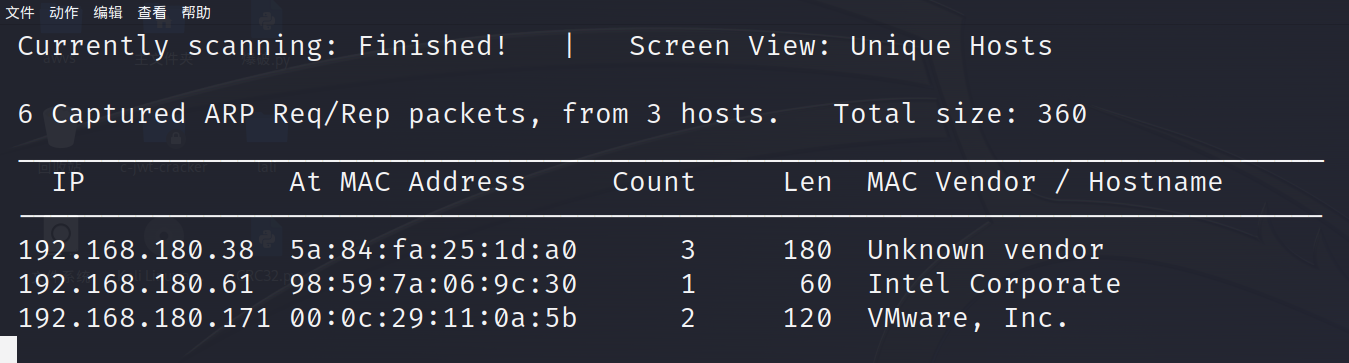 文件 动作 编辑 查看 帮助
Currently scanning: Finished! | Screen View: Unique Hosts
6 Captured ARP Req/Rep packets, from 3 hosts. Total size: 360
IP At MAC Address Count Len MAC Vendor / Hostname
192.168.180.38 5a:84:fa:25:1d:a0 3 180 Unknown vendor
192.168.180.61 98:59:7a:06:9c:30 1 60 Intel Corporate
192.168.180.171 00:0c:29:11:0a:5b 2 120 VMware, Inc.